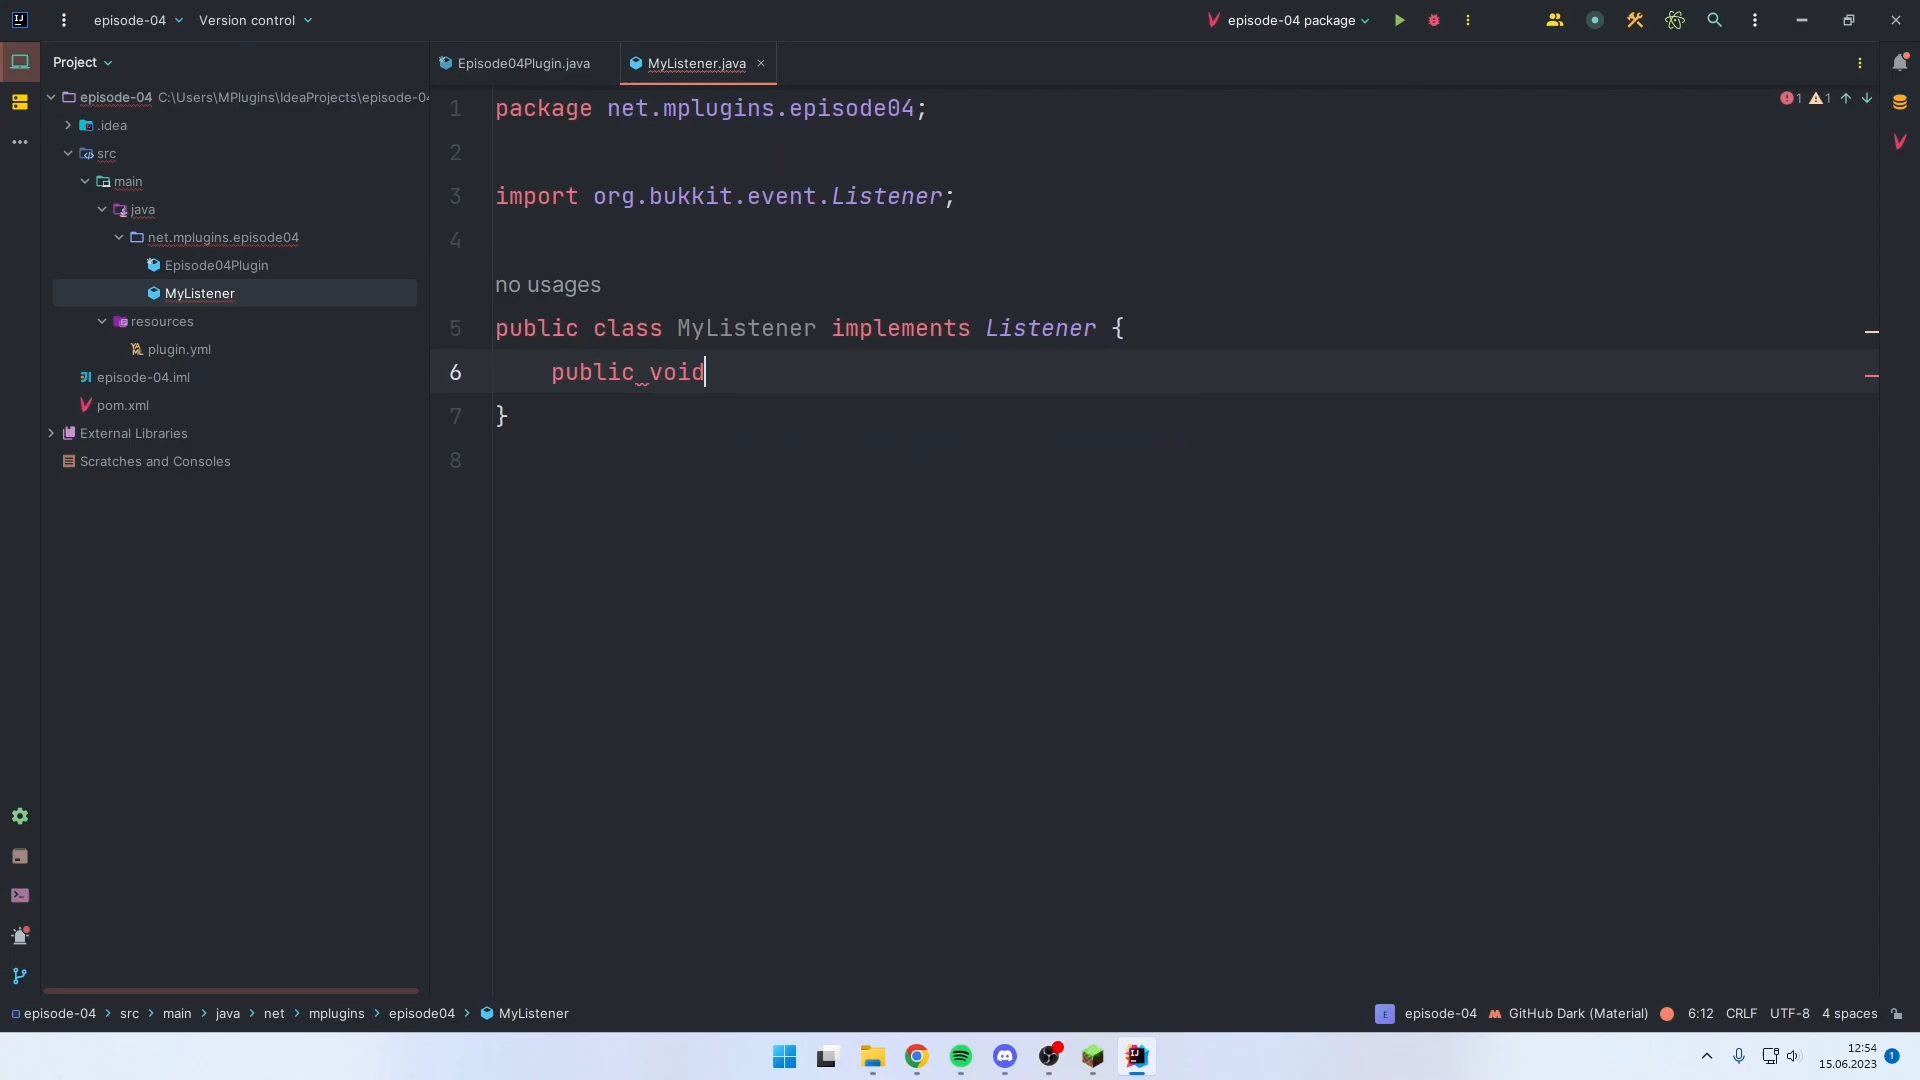 episode-04
Version control
episode-04 package
Project
Episode04Plugin.java
MyListener.java
episode-04 C:\Users\MPlugins\IdeaProjects\episode-04
.idea
src
main
java
net.mplugins.episode04
Episode04Plugin
MyListener
resources
plugin.yml
episode-04.iml
pom.xml
External Libraries
Scratches and Consoles
1 package net.mplugins.episode04;
2
3 import org.bukkit.event.Listener;
4
no usages
5 public class MyListener implements Listener {
6 public void
7 }
8
1 1
episode-04 > src > main > java > net > mplugins > episode04 > MyListener
episode-04 GitHub Dark (Material) 6:12 CRLF UTF-8 4 spaces
12:54
15.06.2023
1